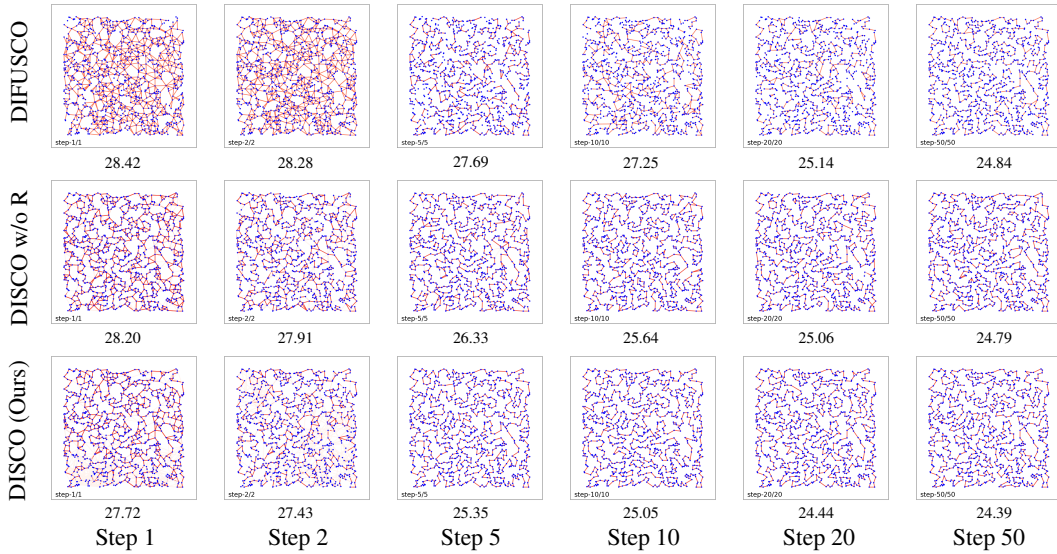 DIFUSCO
step-1/1
step-2/2
step-5/5
step-10/10
step-20/20
step-50/50
28.42
28.28
27.69
27.25
25.14
24.84
DISCO w/o R
step-1/1
step-2/2
step-5/5
step-10/10
step-20/20
step-50/50
28.20
27.91
26.33
25.64
25.06
24.79
DISCO (Ours)
step-1/1
step-2/2
step-5/5
step-10/10
step-20/20
step-50/50
27.72
27.43
25.35
25.05
24.44
24.39
Step 1
Step 2
Step 5
Step 10
Step 20
Step 50